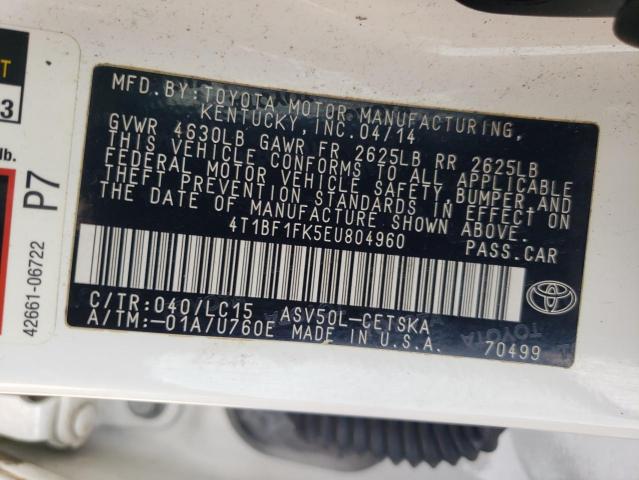 MFD.BY:TOYOTA MOTOR MANUFACTURING,
KENTUCKY, INC. 04/14
GVWR 4630LB GAWR FR 2625LB RR 2625LB
THIS VEHICLE CONFORMS TO ALL APPLICABLE
FEDERAL MOTOR VEHICLE SAFETY, BUMPER, AND
THEFT PREVENTION STANDARDS IN EFFECT ON
THE DATE OF MANUFACTURE SHOWN ABOVE.
4T1BF1FK5EU804960 PASS.CAR
C/TR:040/LC15 ASV50L-CETSKA
A/TM:-01A/U760E MADE IN U.S.A. 70499
TOYOTA
T
3
lb.
P7
42661-06722